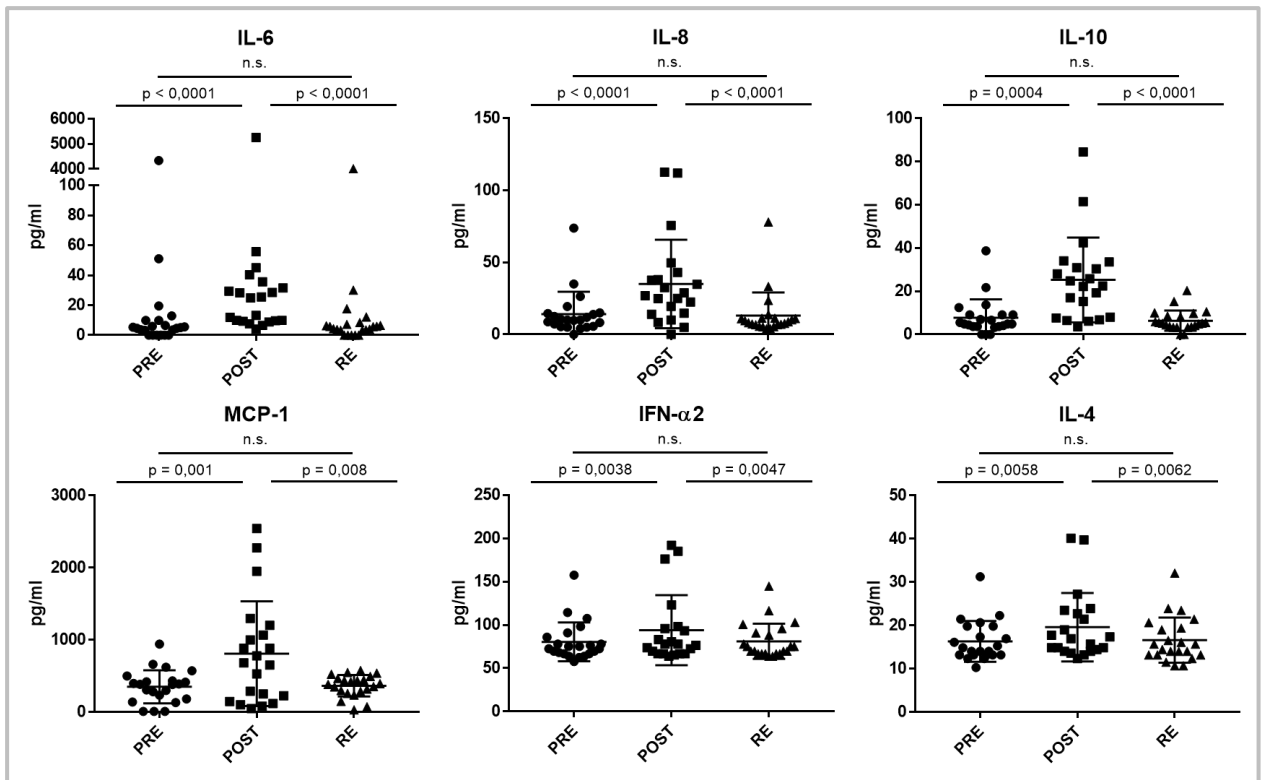 IL-6
n.s.
p < 0,0001 p < 0,0001
6000
5000
4000
100
80
60
40
20
0
pg/ml
PRE POST RE
IL-8
n.s.
p < 0,0001 p < 0,0001
150
100
50
0
pg/ml
PRE POST RE
IL-10
n.s.
p = 0,0004 p < 0,0001
100
80
60
40
20
0
pg/ml
PRE POST RE
MCP-1
n.s.
p = 0,001 p = 0,008
3000
2000
1000
0
pg/ml
PRE POST RE
IFN-α2
n.s.
p = 0,0038 p = 0,0047
250
200
150
100
50
0
pg/ml
PRE POST RE
IL-4
n.s.
p = 0,0058 p = 0,0062
50
40
30
20
10
0
pg/ml
PRE POST RE